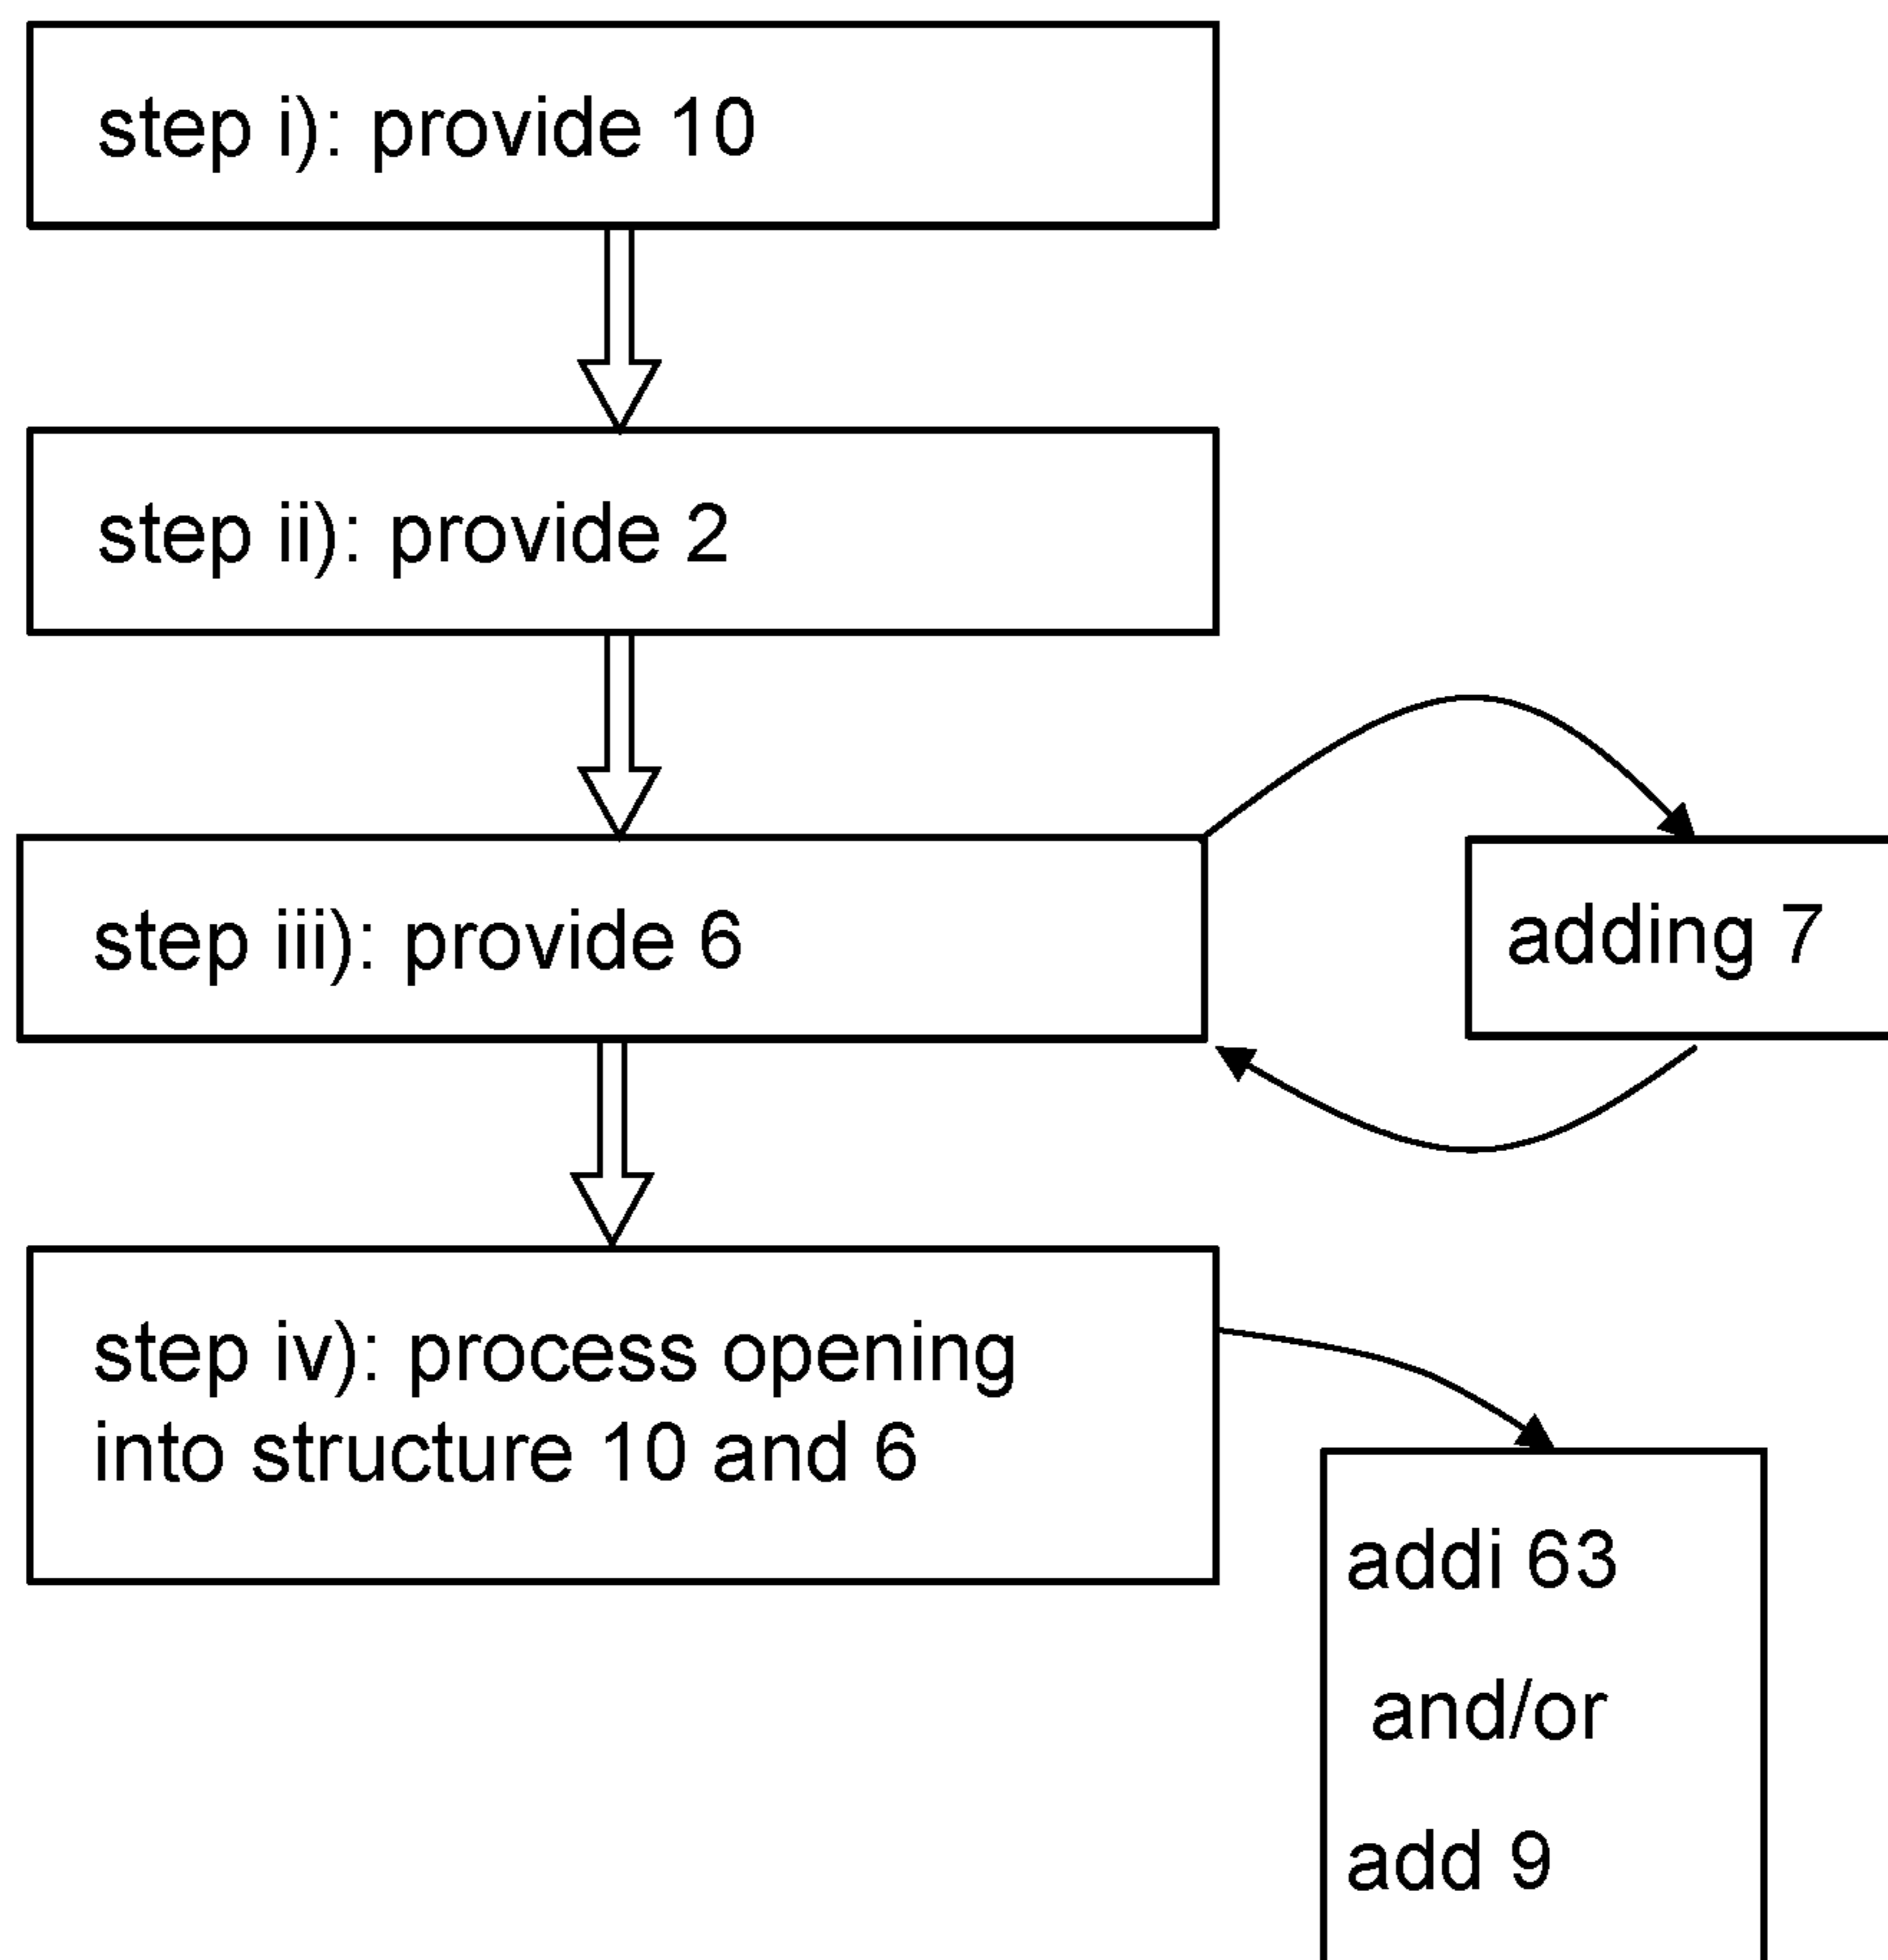 step i): provide 10
step ii): provide 2
step iii): provide 6
adding 7
step iv): process opening
into structure 10 and 6
addi 63
and/or
add 9